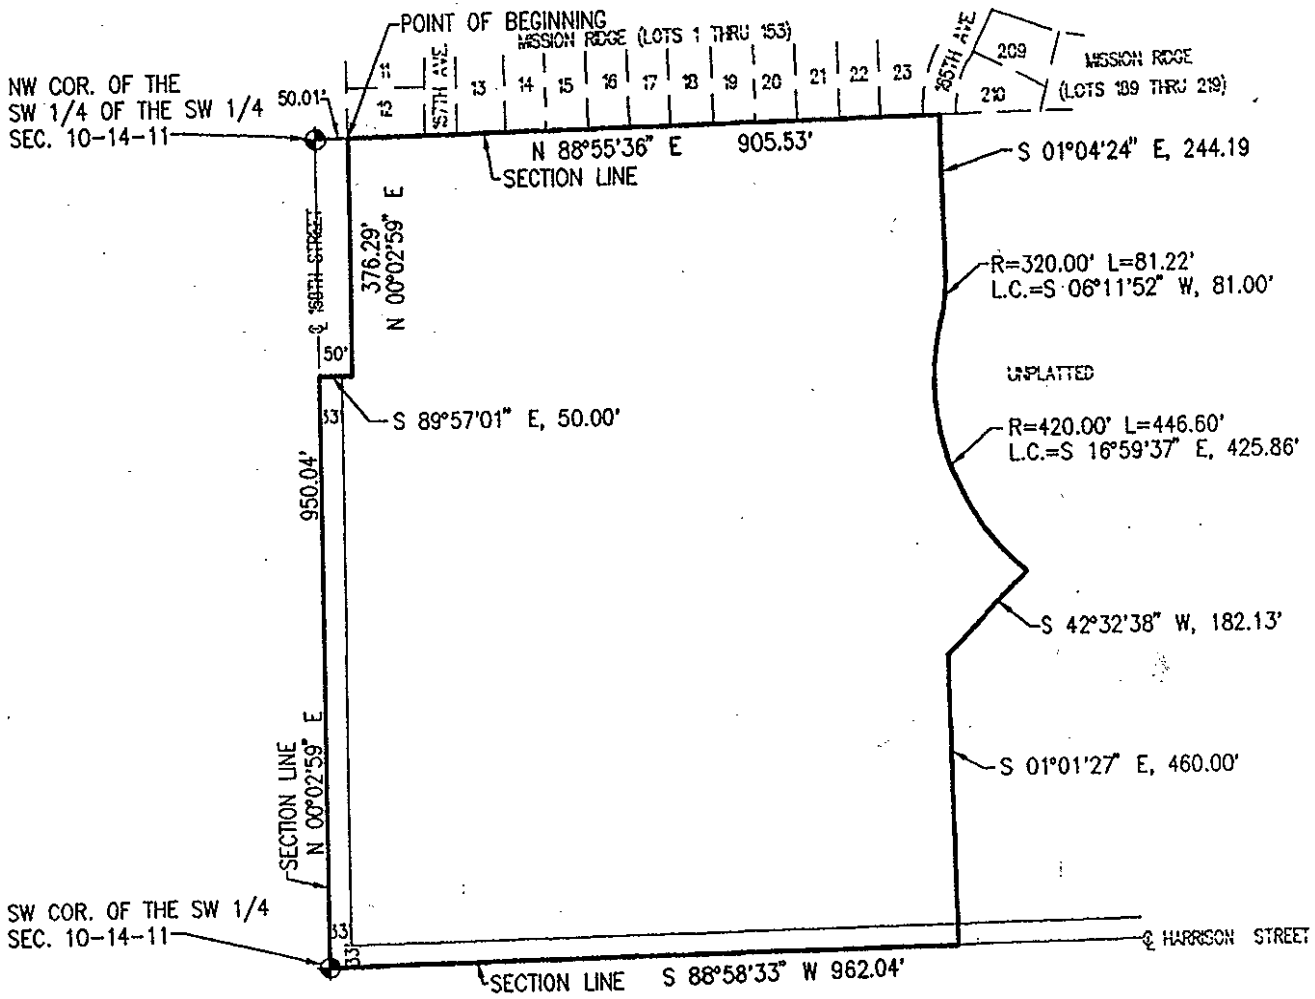 POINT OF BEGINNING
MISSION RIDGE (LOTS 1 THRU 153)
NW COR. OF THE
SW 1/4 OF THE SW 1/4
SEC. 10-14-11
50.01'
11
F3
157TH AVE.
13
14
15
16
17
18
19
20
21
22
23
165TH AVE.
209
210
MISSION RIDGE
(LOTS 189 THRU 219)
N 88°55'36" E 905.53'
SECTION LINE
S 01°04'24" E, 244.19
℄ 160TH STREET
376.29'
N 00°02'59" E
R=320.00' L=81.22'
L.C.=S 06°11'52" W, 81.00'
50'
UNPLATTED
33'
S 89°57'01" E, 50.00'
R=420.00' L=446.60'
L.C.=S 16°59'37" E, 425.86'
950.04'
S 42°32'38" W, 182.13'
SECTION LINE
N 00°02'59" E
S 01°01'27" E, 460.00'
SW COR. OF THE SW 1/4
SEC. 10-14-11
33'
33'
℄ HARRISON STREET
SECTION LINE S 88°58'33" W 962.04'